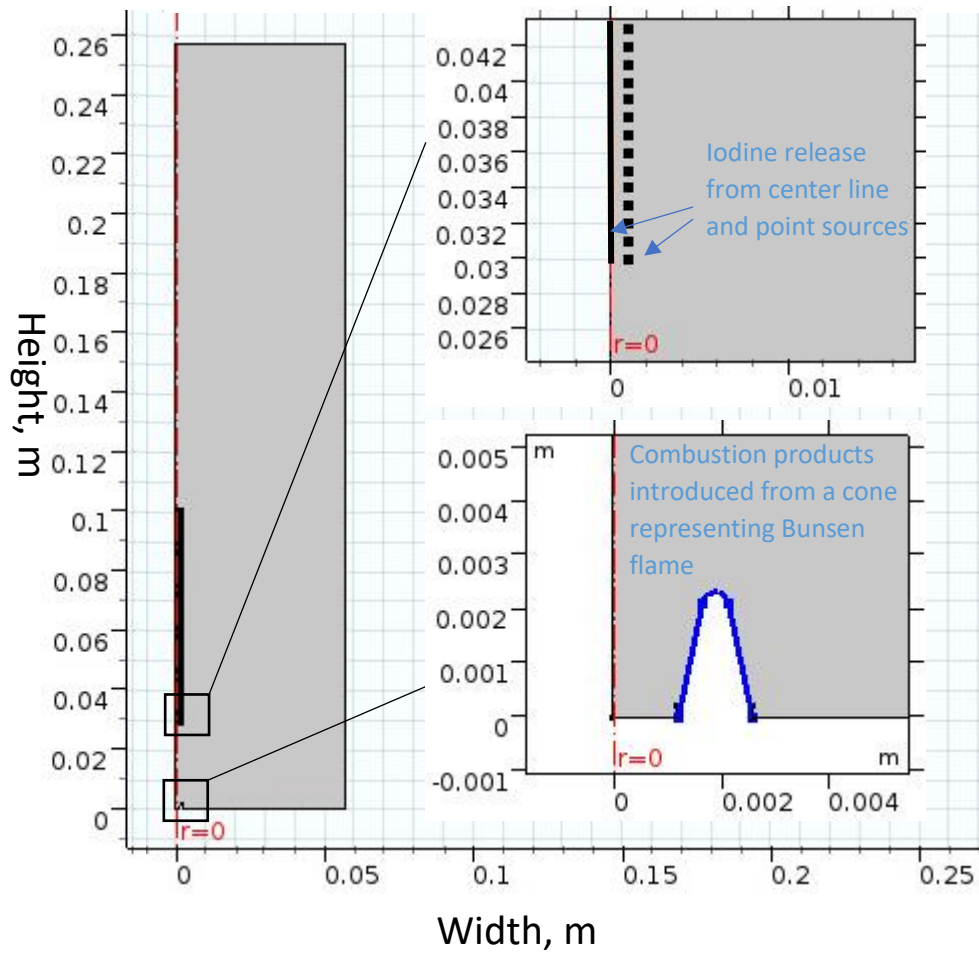 0.26
0.24
0.22
0.2
0.18
0.16
0.14
0.12
0.1
0.08
0.06
0.04
0.02
0
Height, m
r=0
0
0.05
0.1
0.15
0.2
0.25
Width, m
0.042
0.04
0.038
0.036
0.034
0.032
0.03
0.028
0.026
Iodine release
from center line
and point sources
r=0
0
0.01
0.005
0.004
0.003
0.002
0.001
0
-0.001
m
Combustion products
introduced from a cone
representing Bunsen
flame
r=0
m
0
0.002
0.004